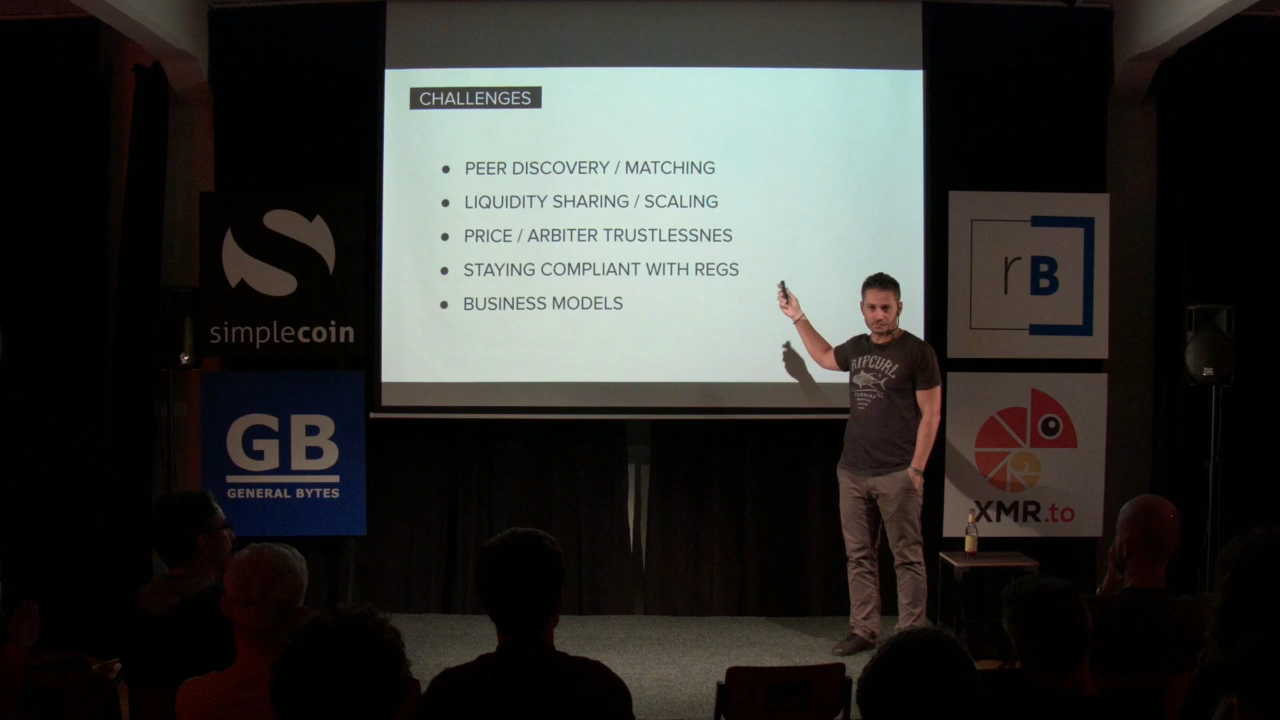 CHALLENGES
● PEER DISCOVERY / MATCHING
● LIQUIDITY SHARING / SCALING
● PRICE / ARBITER TRUSTLESSNES
● STAYING COMPLIANT WITH REGS
● BUSINESS MODELS
simplecoin
GB
GENERAL BYTES
rB
XMR.to
RIPCURL